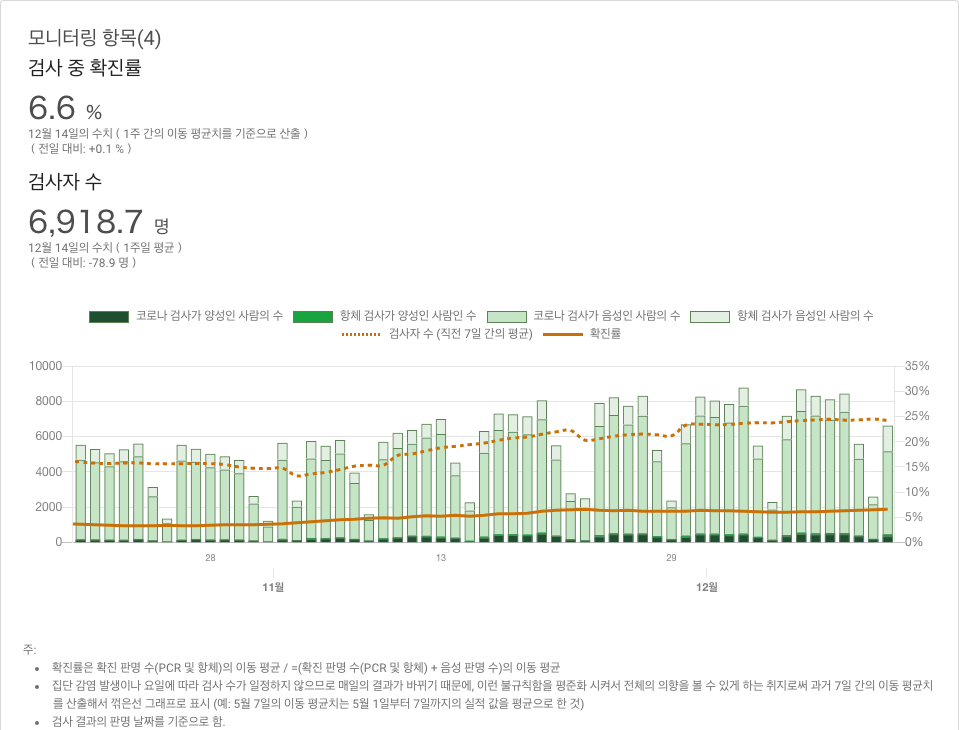 모니터링 항목(4)
검사 중 확진률
6.6 %
12월 14일의 수치 ( 1주 간의 이동 평균치를 기준으로 산출 )
( 전일 대비: +0.1 % )
검사자 수
6,918.7 명
12월 14일의 수치 ( 1주일 평균 )
( 전일 대비: -78.9 명 )
코로나 검사가 양성인 사람의 수 항체 검사가 양성인 사람인 수 코로나 검사가 음성인 사람의 수 항체 검사가 음성인 사람의 수
검사자 수 (직전 7일 간의 평균) 확진률
10000 35%
30%
8000
25%
6000 20%
4000 15%
10%
2000
5%
0 0%
28 13 29
11월 12월
주:
확진률은 확진 판명 수(PCR 및 항체)의 이동 평균 / =(확진 판명 수(PCR 및 항체) + 음성 판명 수)의 이동 평균
집단 감염 발생이나 요일에 따라 검사 수가 일정하지 않으므로 매일의 결과가 바뀌기 때문에, 이런 불규칙함을 평준화 시켜서 전체의 의향을 볼 수 있게 하는 취지로써 과거 7일 간의 이동 평균치
를 산출해서 꺾은선 그래프로 표시 (예: 5월 7일의 이동 평균치는 5월 1일부터 7일까지의 실적 값을 평균으로 한 것)
검사 결과의 판명 날짜를 기준으로 함.